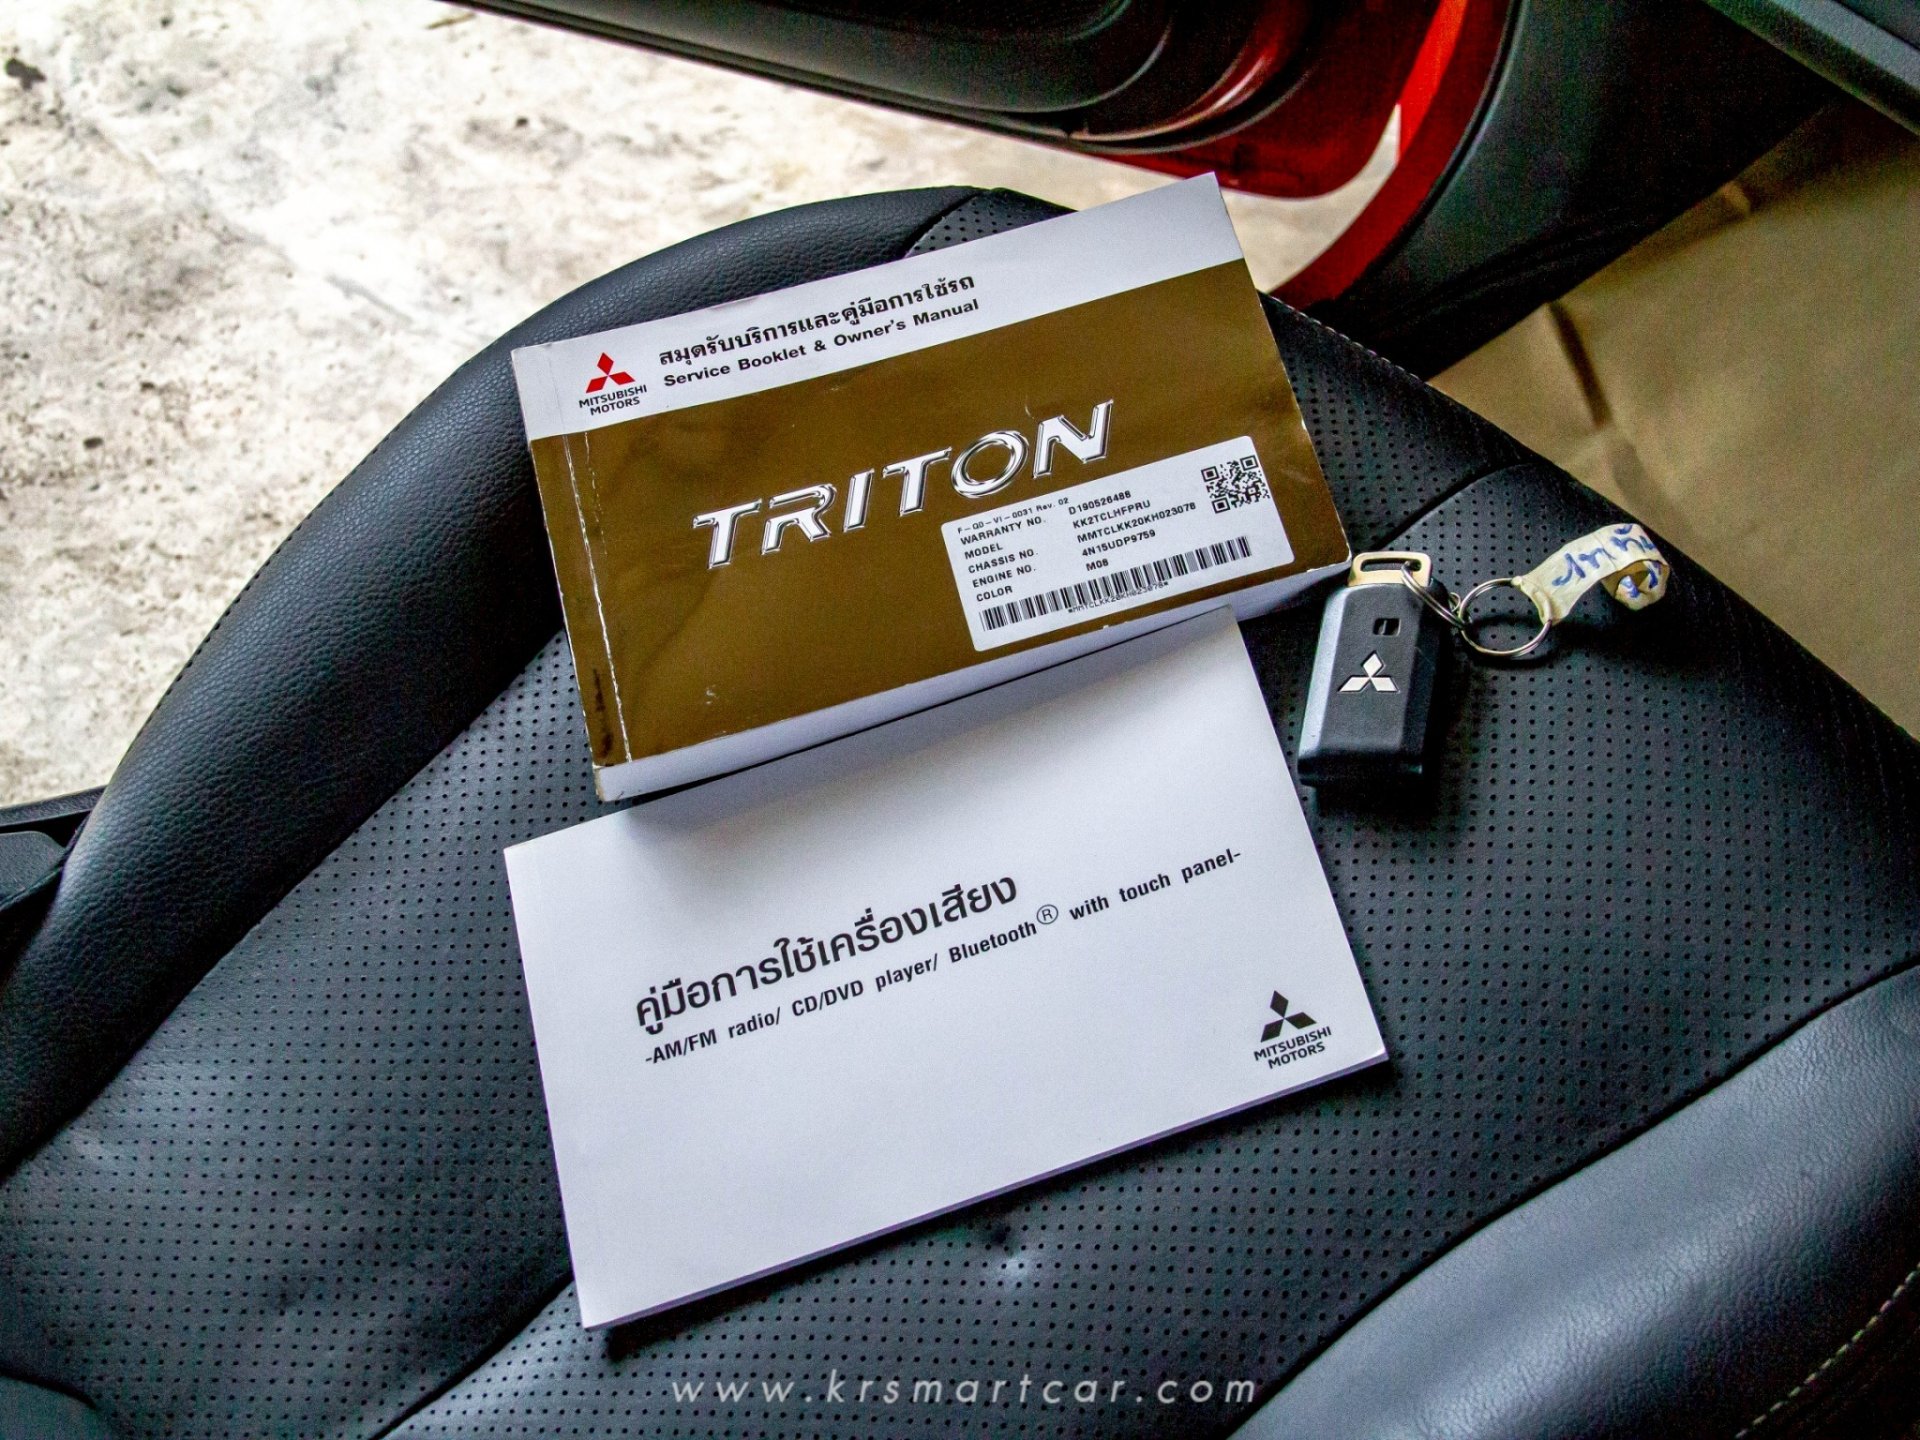 สมุดรับบริการและคู่มือการใช้รถ
Service Booklet & Owner's Manual
MITSUBISHI
MOTORS
TRITON
F-QD-VI-0031 Rev. 02
WARRANTY NO. D190526488
MODEL KK2TCLHFPRU
CHASSIS NO. MMTCLKK20KH023078
ENGINE NO. 4N15UDP9759
COLOR M08
*MMTCLKK20KH023078*
คู่มือการใช้เครื่องเสียง
-AM/FM radio/ CD/DVD player/ Bluetooth® with touch panel-
MITSUBISHI
MOTORS
www.krsmartcar.com